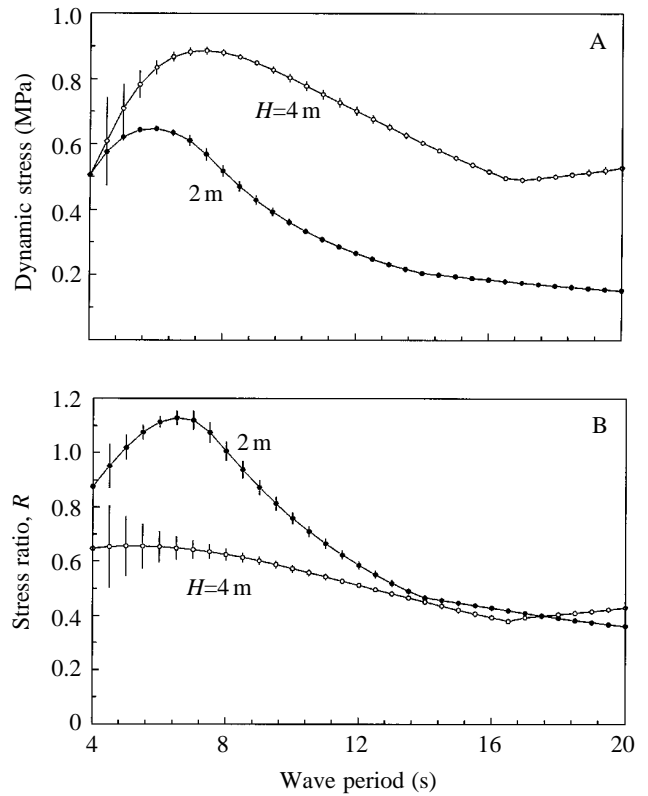 1.0
0.8
0.6
0.4
0.2
Dynamic stress (MPa)
A
H=4 m
2 m
1.2
1.0
0.8
0.6
0.4
0.2
0
Stress ratio, R
B
2 m
H=4 m
4
8
12
16
20
Wave period (s)